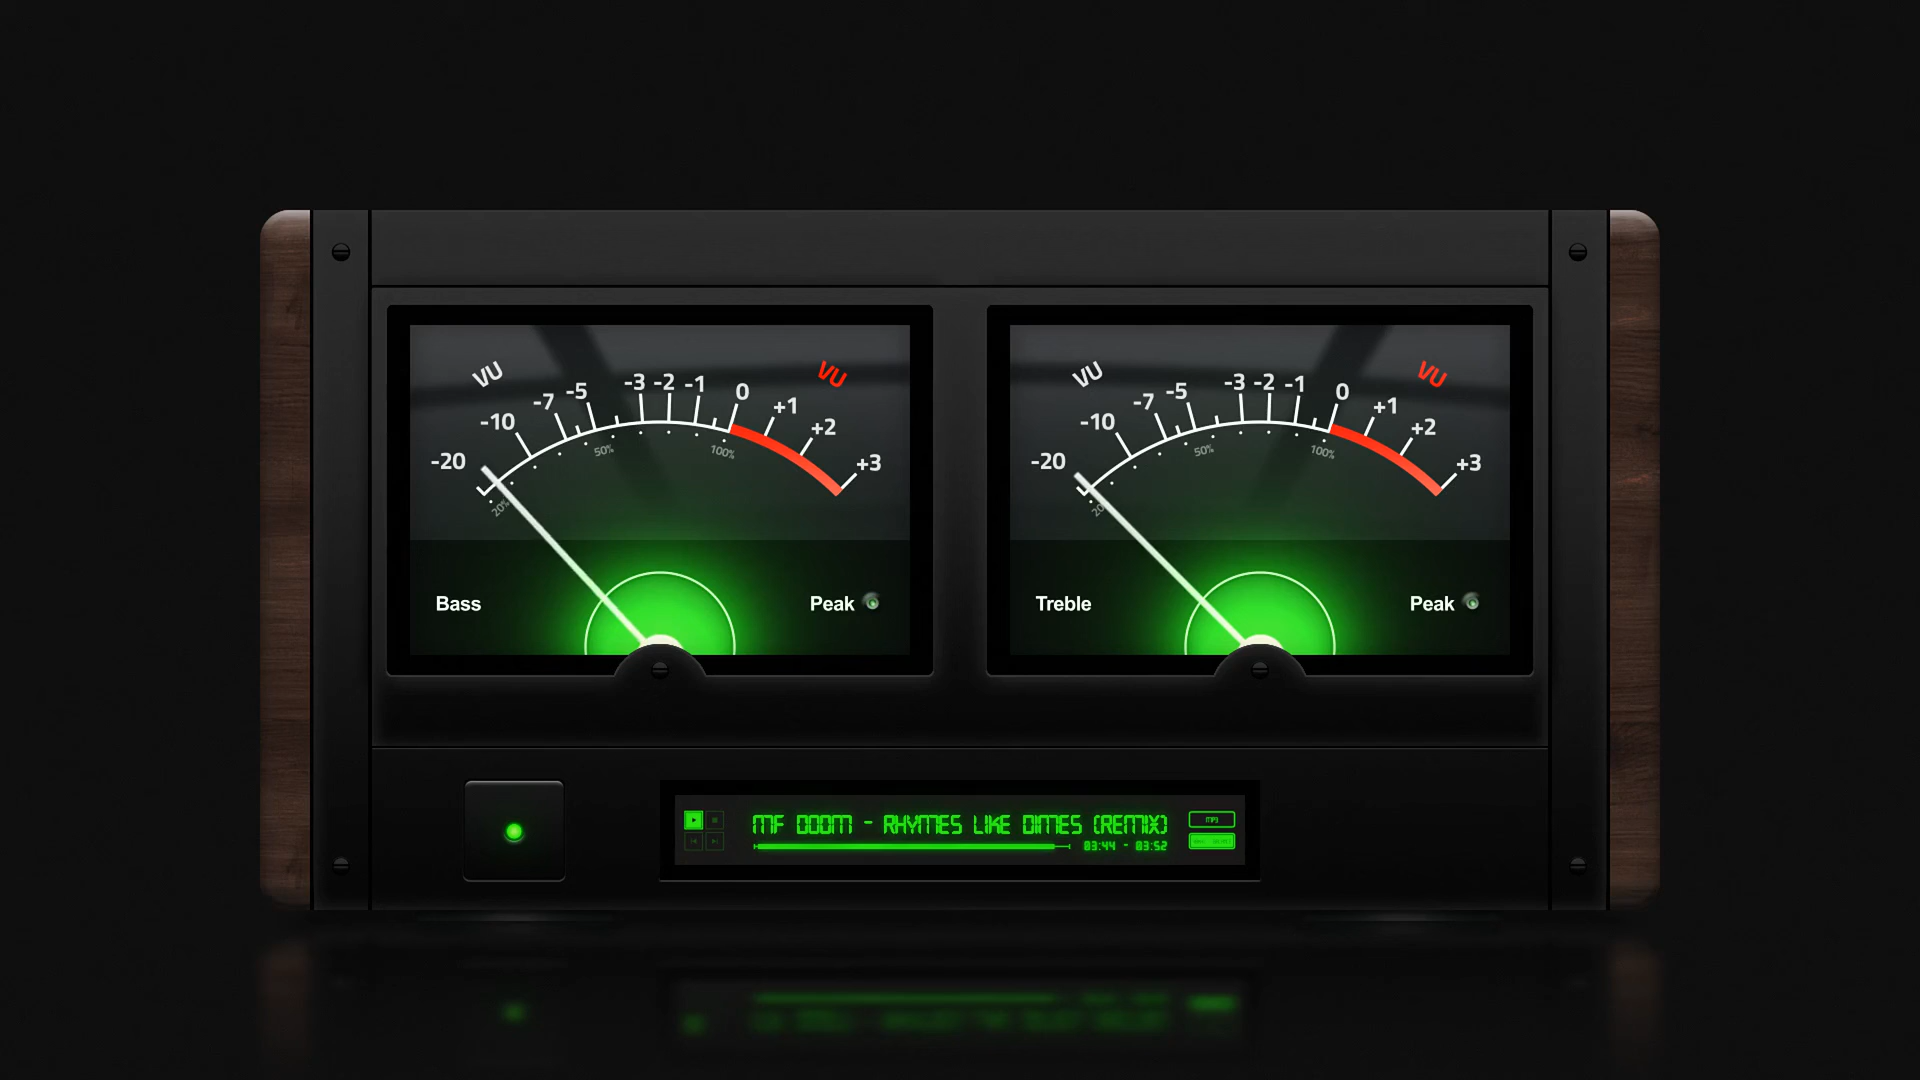 VU
VU
-20 -10 -7 -5 -3 -2 -1 0 +1 +2 +3
20% 50% 100%
Bass
Peak
VU
VU
-20 -10 -7 -5 -3 -2 -1 0 +1 +2 +3
50% 100%
Treble
Peak
MF DOOM - RHYMES LIKE DIMES (REMIX)
03:44 - 03:52
MP3